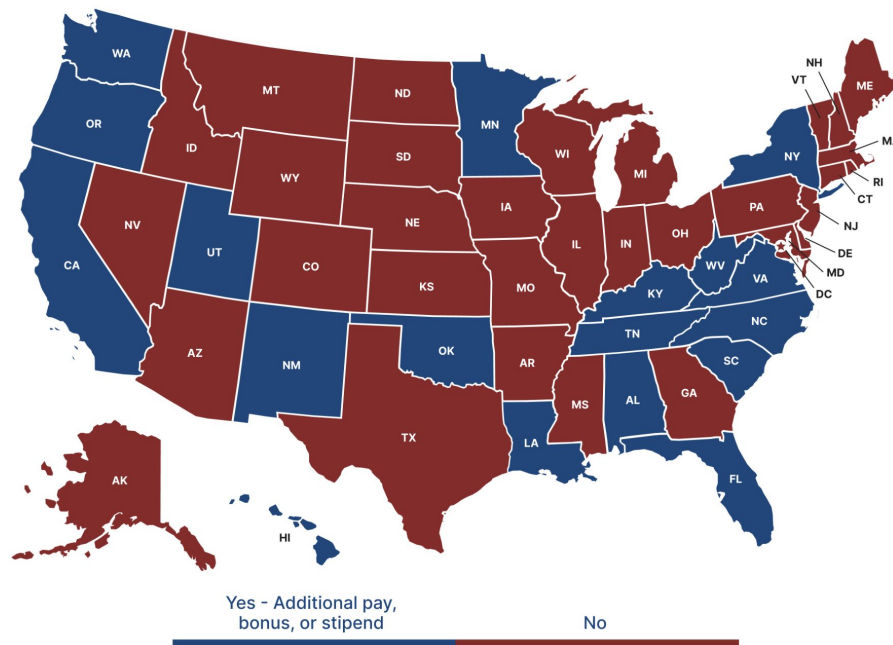 WA
OR
CA
NV
ID
MT
WY
UT
CO
AZ
NM
ND
SD
NE
KS
OK
TX
MN
IA
MO
AR
LA
WI
IL
MI
IN
OH
KY
TN
MS
AL
GA
FL
SC
NC
VA
WV
PA
NY
VT
NH
ME
RI
CT
NJ
DE
MD
DC
AK
HI
Yes - Additional pay,
bonus, or stipend
No